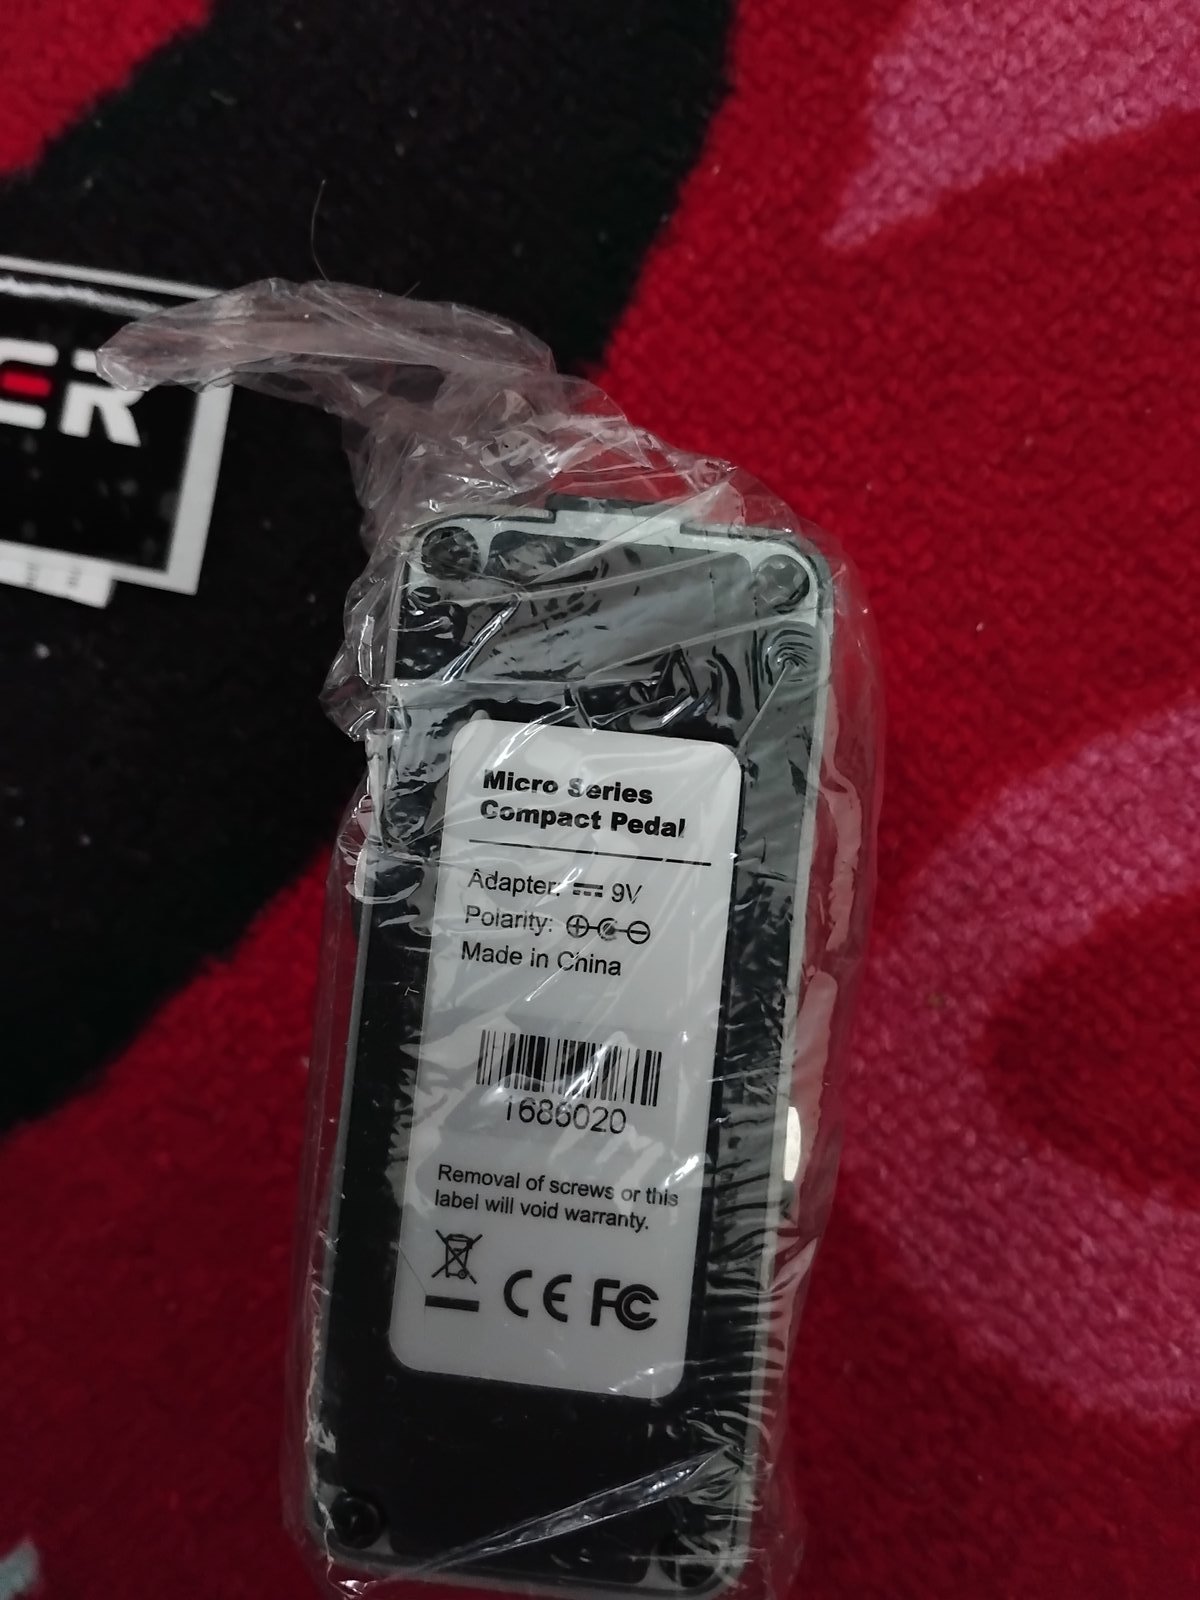 ER
Micro Series
Compact Pedal
Adapter: 9V
Polarity:
Made in China
1686020
Removal of screws or this
label will void warranty.
CE FC